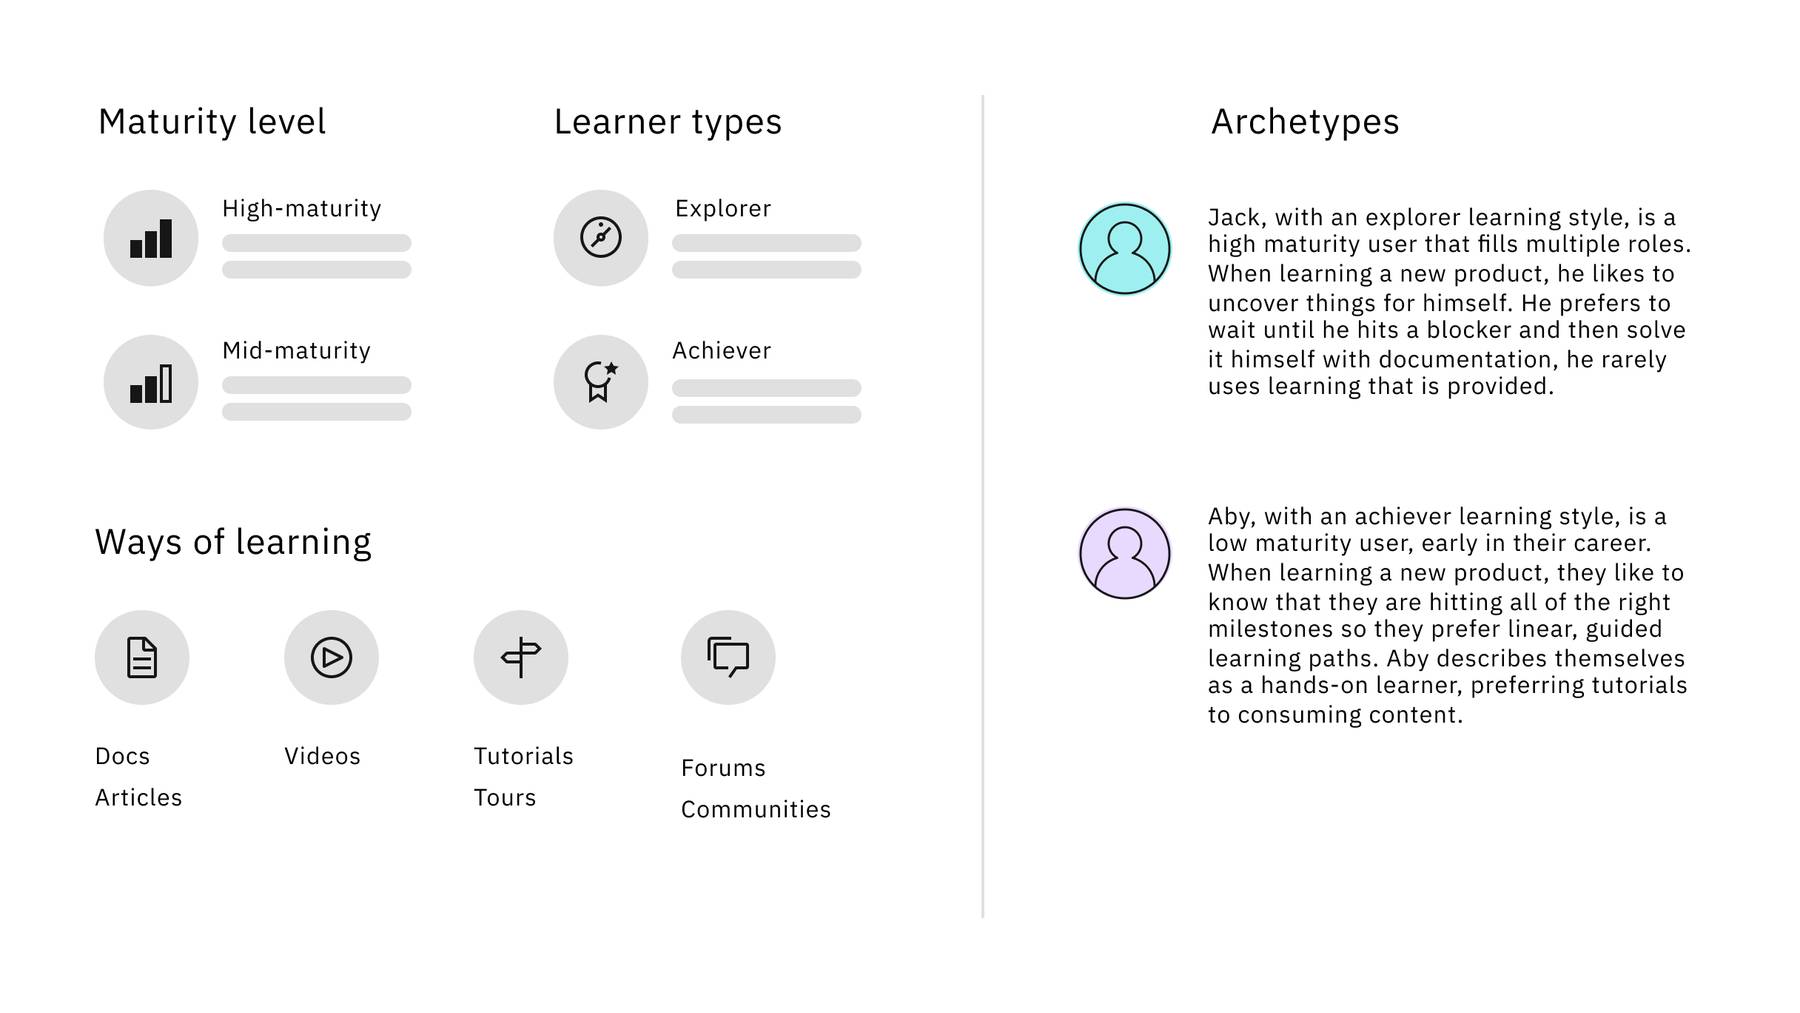 Maturity level
High-maturity
Mid-maturity
Learner types
Explorer
Achiever
Ways of learning
Docs
Articles
Videos
Tutorials
Tours
Forums
Communities
Archetypes
Jack, with an explorer learning style, is a
high maturity user that fills multiple roles.
When learning a new product, he likes to
uncover things for himself. He prefers to
wait until he hits a blocker and then solve
it himself with documentation, he rarely
uses learning that is provided.
Aby, with an achiever learning style, is a
low maturity user, early in their career.
When learning a new product, they like to
know that they are hitting all of the right
milestones so they prefer linear, guided
learning paths. Aby describes themselves
as a hands-on learner, preferring tutorials
to consuming content.